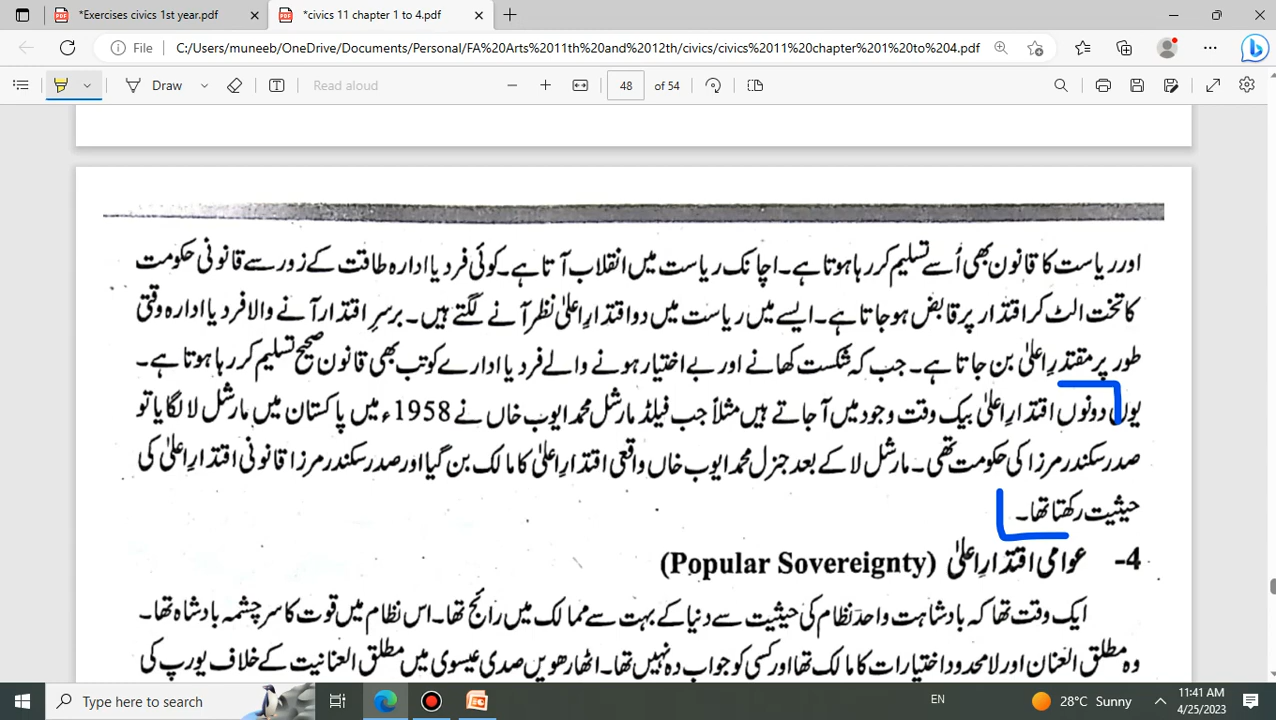 *Exercises civics 1st year.pdf
*civics 11 chapter 1 to 4.pdf
File
C:/Users/muneeb/OneDrive/Documents/Personal/FA%20Arts%2011th%20and%2012th/civics/civics%2011%20chapter%201%20to%204.pdf
Draw
Read aloud
48 of 54
اور ریاست کا قانون بھی اُسے تسلیم کر رہا ہوتا ہے۔ اچانک ریاست میں انقلاب آتا ہے۔ کوئی فرد یا ادارہ طاقت کے زور سے قانونی حکومت
کا تخت الٹ کر اقتدار پر قابض ہو جاتا ہے۔ ایسے میں ریاست میں دو اقتدارِ اعلیٰ نظر آنے لگتے ہیں۔ برسرِ اقتدار آنے والا فرد یا ادارہ وقتی
طور پر مقتدرِ اعلیٰ بن جاتا ہے۔ جب کہ شکست کھانے اور بے اختیار ہونے والے فرد یا ادارے کو تب بھی قانون صحیح تسلیم کر رہا ہوتا ہے۔
یوں دونوں اقتدارِ اعلیٰ بیک وقت وجود میں آ جاتے ہیں مثلاً جب فیلڈ مارشل محمد ایوب خاں نے 1958ء میں پاکستان میں مارشل لا لگایا تو
صدر سکندر مرزا کی حکومت تھی۔ مارشل لا کے بعد جنرل محمد ایوب خاں واقعی اقتدارِ اعلیٰ کا مالک بن گیا اور صدر سکندر مرزا قانونی اقتدارِ اعلیٰ کی
حیثیت رکھتا تھا۔
4- عوامی اقتدارِ اعلیٰ (Popular Sovereignty)
ایک وقت تھا کہ بادشاہت واحد نظام کی حیثیت سے دنیا کے بہت سے ممالک میں رائج تھا۔ اس نظام میں قوت کا سرچشمہ بادشاہ تھا۔
وہ مطلق العنان اور لامحدود اختیارات کا مالک تھا اور کسی کو جواب دہ نہیں تھا۔ اٹھارھویں صدی عیسوی میں مطلق العنانیت کے خلاف یورپ کی
Type here to search
EN
28°C Sunny
11:41 AM
4/25/2023